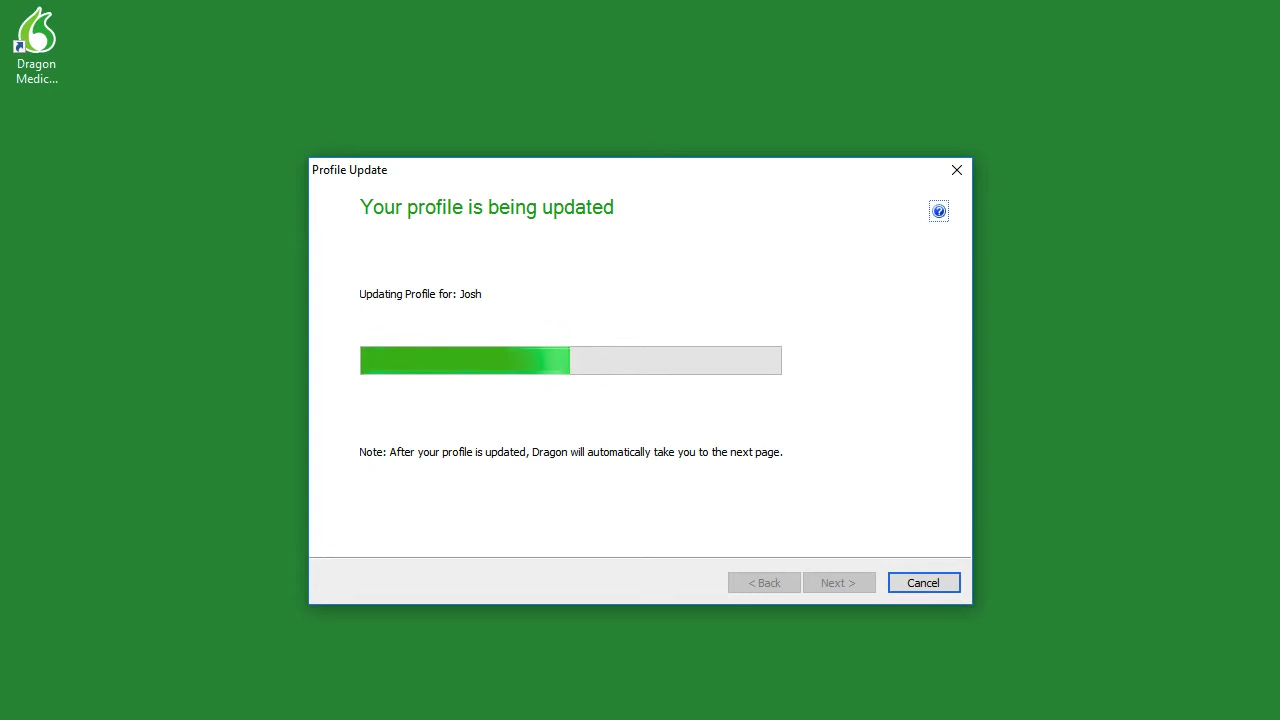 Dragon
Medic...
Profile Update
Your profile is being updated
Updating Profile for: Josh
Note: After your profile is updated, Dragon will automatically take you to the next page.
< Back
Next >
Cancel